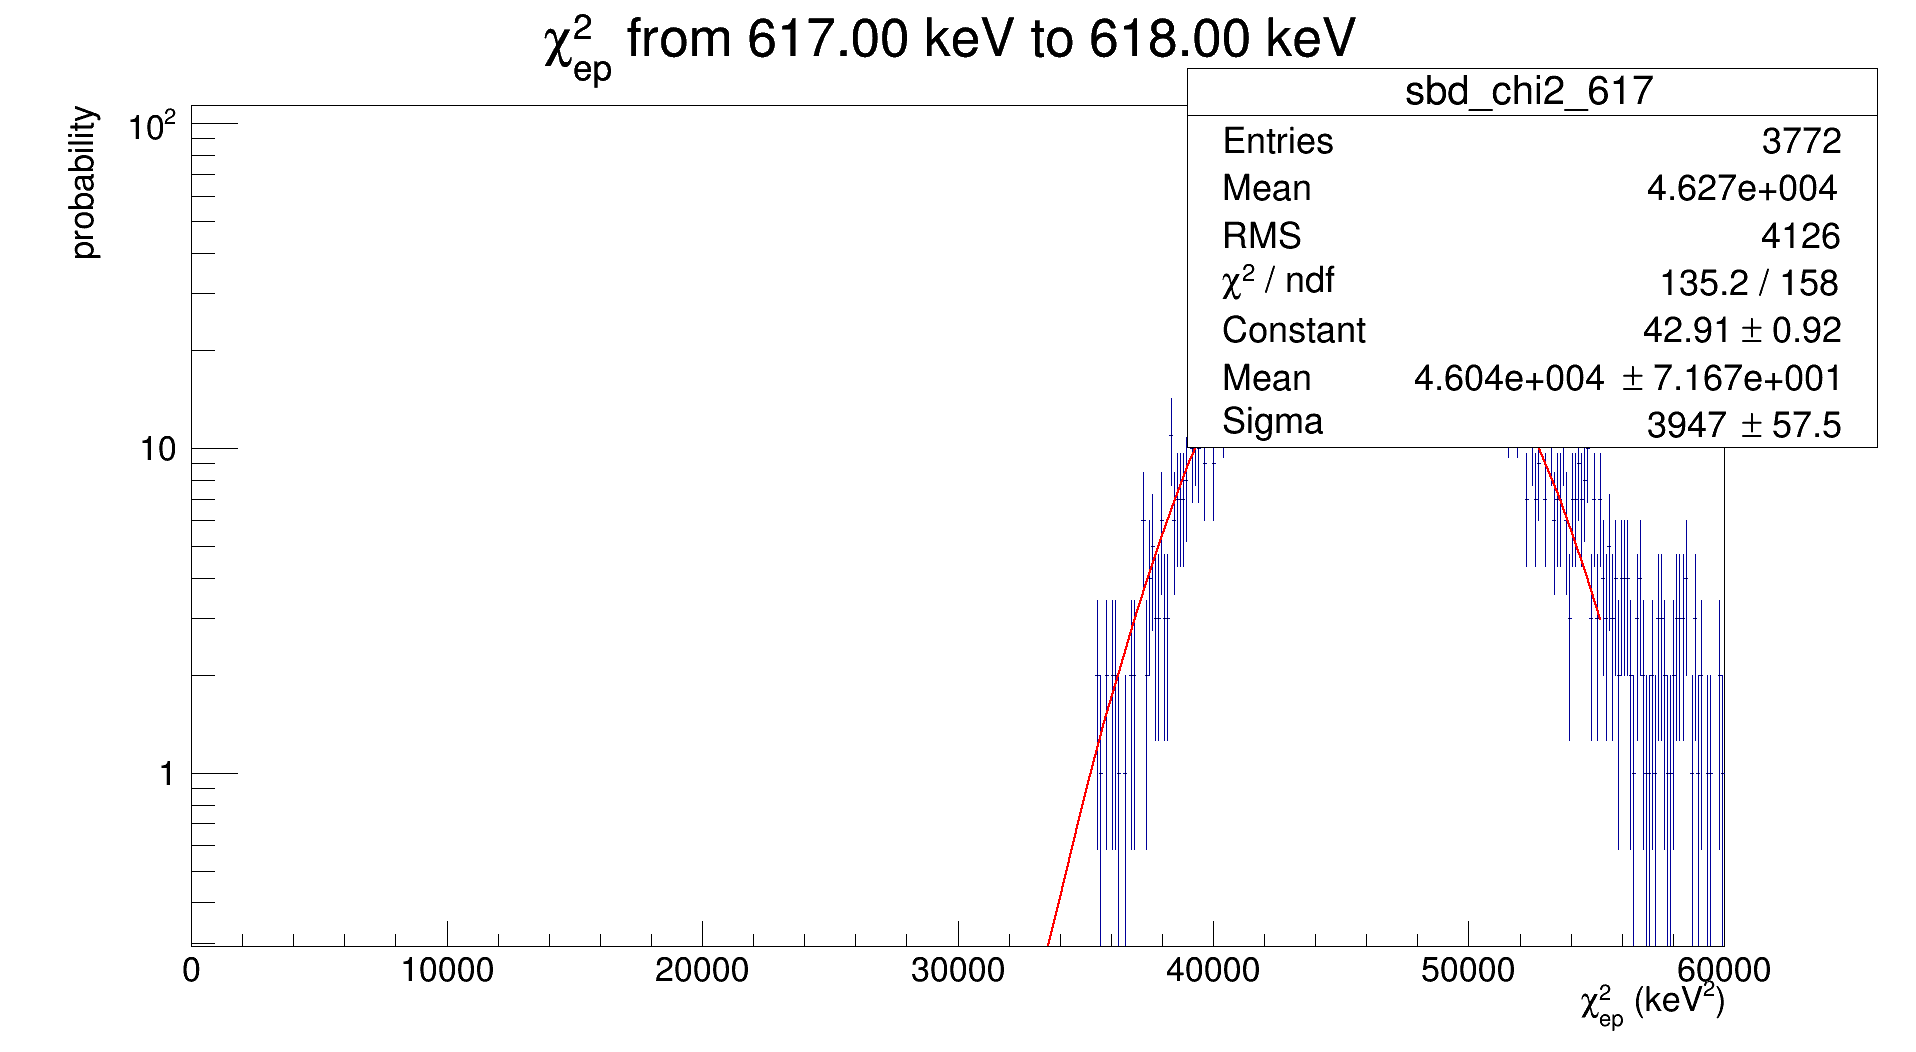 χ²ep from 617.00 keV to 618.00 keV
sbd_chi2_617
Entries 3772
Mean 4.627e+004
RMS 4126
χ² / ndf 135.2 / 158
Constant 42.91 ± 0.92
Mean 4.604e+004 ± 7.167e+001
Sigma 3947 ± 57.5
probability
10²
10
1
0 10000 20000 30000 40000 50000 60000
χ²ep (keV²)